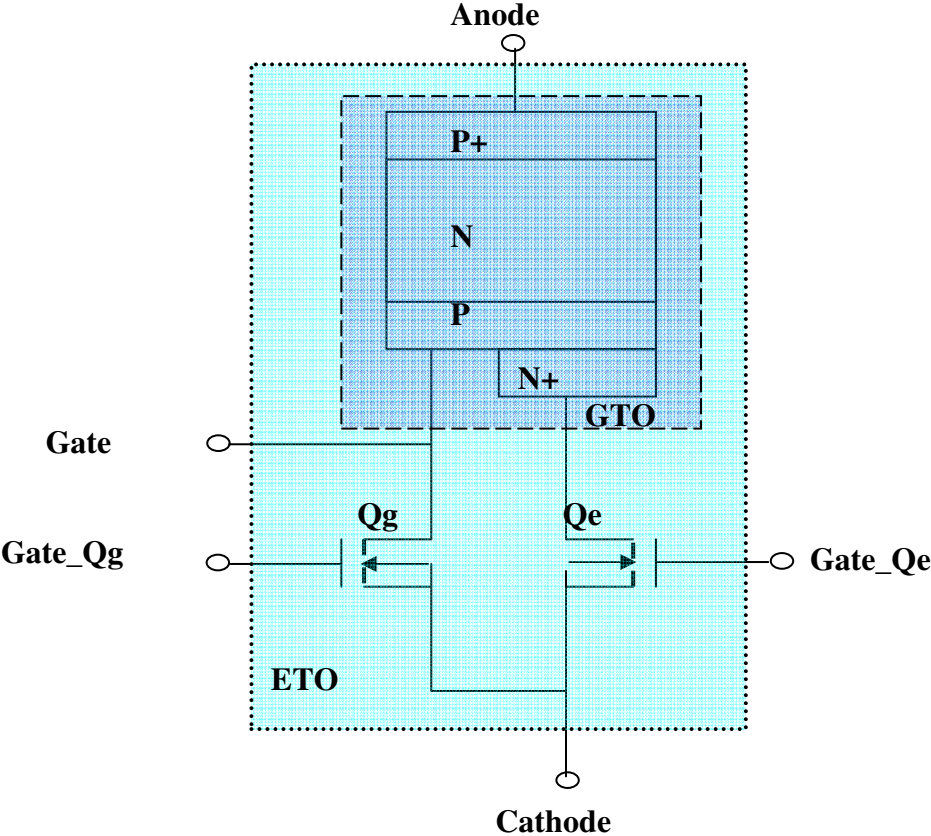 Anode
P+
N
P
N+
GTO
Gate
Qg
Qe
Gate_Qg
Gate_Qe
ETO
Cathode